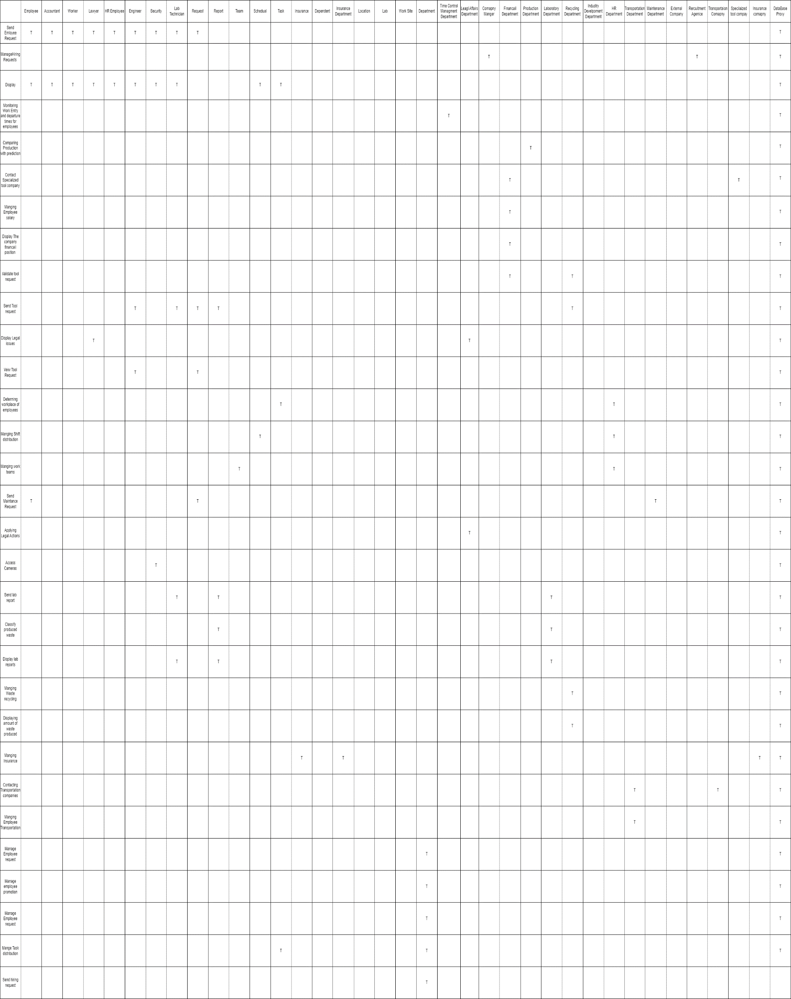 Employee Accountant Worker Lawyer HR Employee Engineer Security Lab Technician Request Report Team Schedual Task Insurance Dependent Insurance Department Location Lab Work Site Department Time Control Managment Department Leagl Affairs Department Comapny Manger Financail Department Production Department Laboratory Department Recycling Department Industry Develpoment Department HR Department Transportation Department Maintenance Department External Company Rercuitment Agenice Transportaion Comapny Specilaized tool compay Insurance comapny DataBase Proxy
Send Emloyee Request T T T T T T T T T T
ManageHiring Requests T T T
Display T T T T T T T T T T T
Monitoring Work Entry and departure times for employees T T
Comparing Production with prediction T T
Contact Specialized tool company T T T
Manging Employee salary T T
Display The company financail position T T
Validate tool request T T T
Send Tool request T T T T T T
Display Legal issues T T T
Veiw Tool Request T T T
Determing workplace of employees T T T
Manging Shift distribution T T T
Manging work teams T T T
Send Maintance Request T T T T
Applying Legal Actions T T
Access Cameras T T
Send lab report T T T T
Classify produced waste T T T
Display lab reports T T T T
Manging Waste recycling T T
Displaying amount of waste produced T T
Manging Insurance T T T T
Contacting Transportation companies T T T
Manging Employee Transportation T T
Manage Employee request T T
Manage employee promotion T T
Manage Employee request T T
Mange Task distribution T T T
Send hiring request T